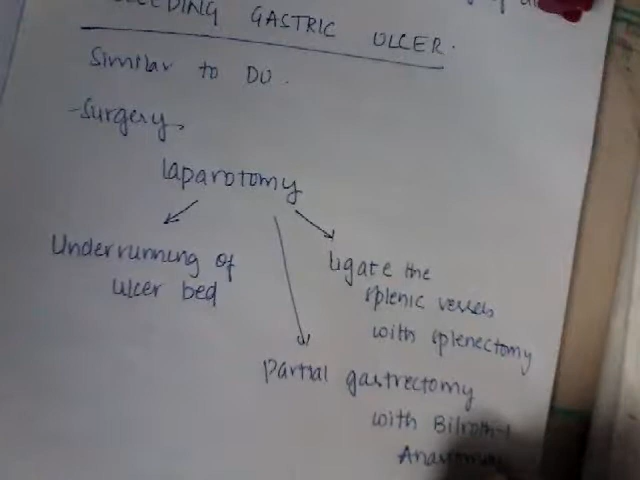 GASTRIC ULCER.
Similar to DU.
- Surgery.
Laparotomy
Underrunning of
ulcer bed
Ligate the
splenic vessels
with splenectomy
Partial gastrectomy
with Bilroth-I